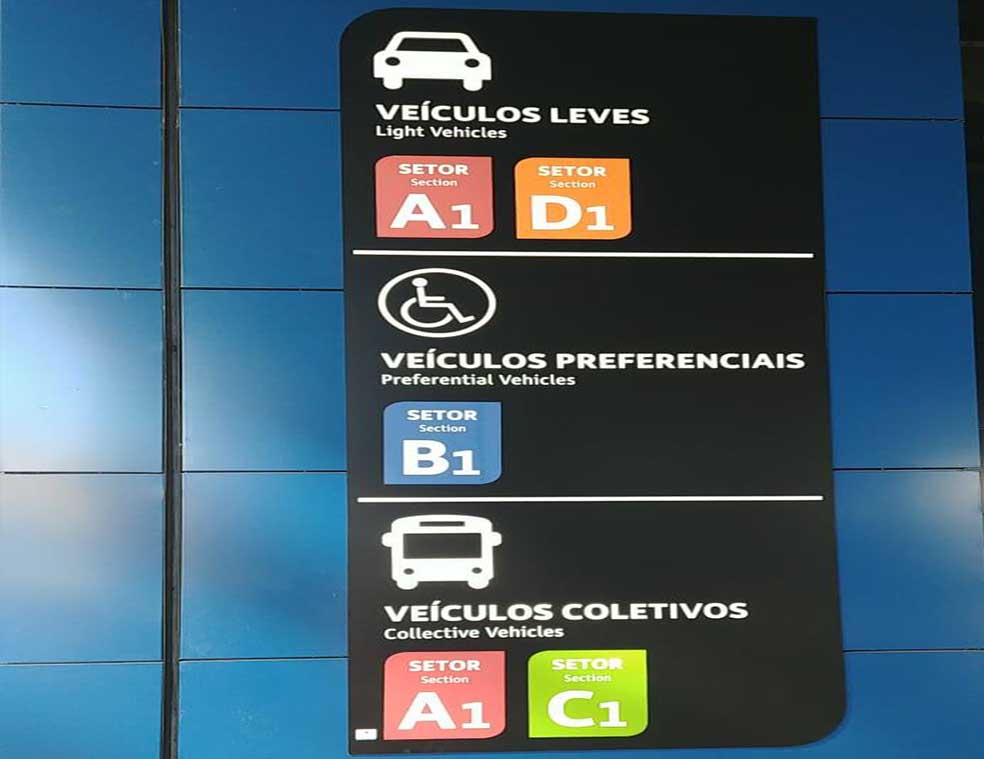 VEÍCULOS LEVES
Light Vehicles
SETOR
Section
A1
SETOR
Section
D1
VEÍCULOS PREFERENCIAIS
Preferential Vehicles
SETOR
Section
B1
VEÍCULOS COLETIVOS
Collective Vehicles
SETOR
Section
A1
SETOR
Section
C1